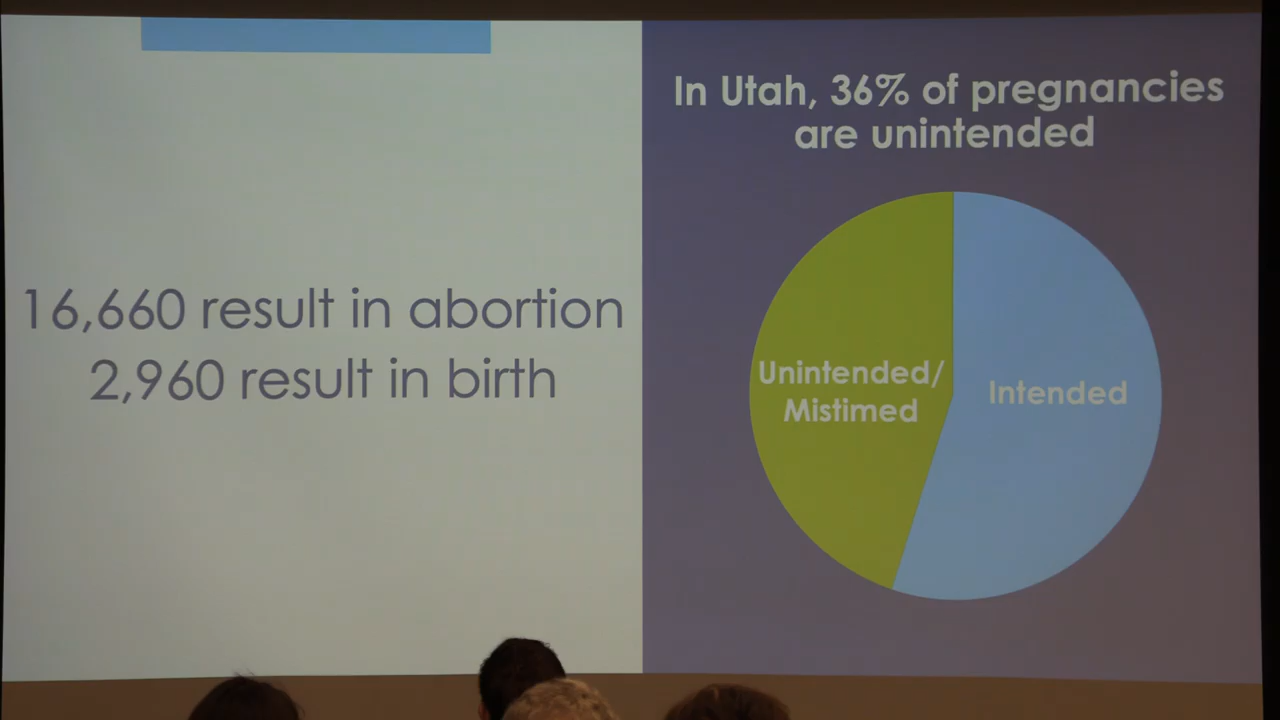 16,660 result in abortion
2,960 result in birth
In Utah, 36% of pregnancies
are unintended
Unintended/
Mistimed
Intended